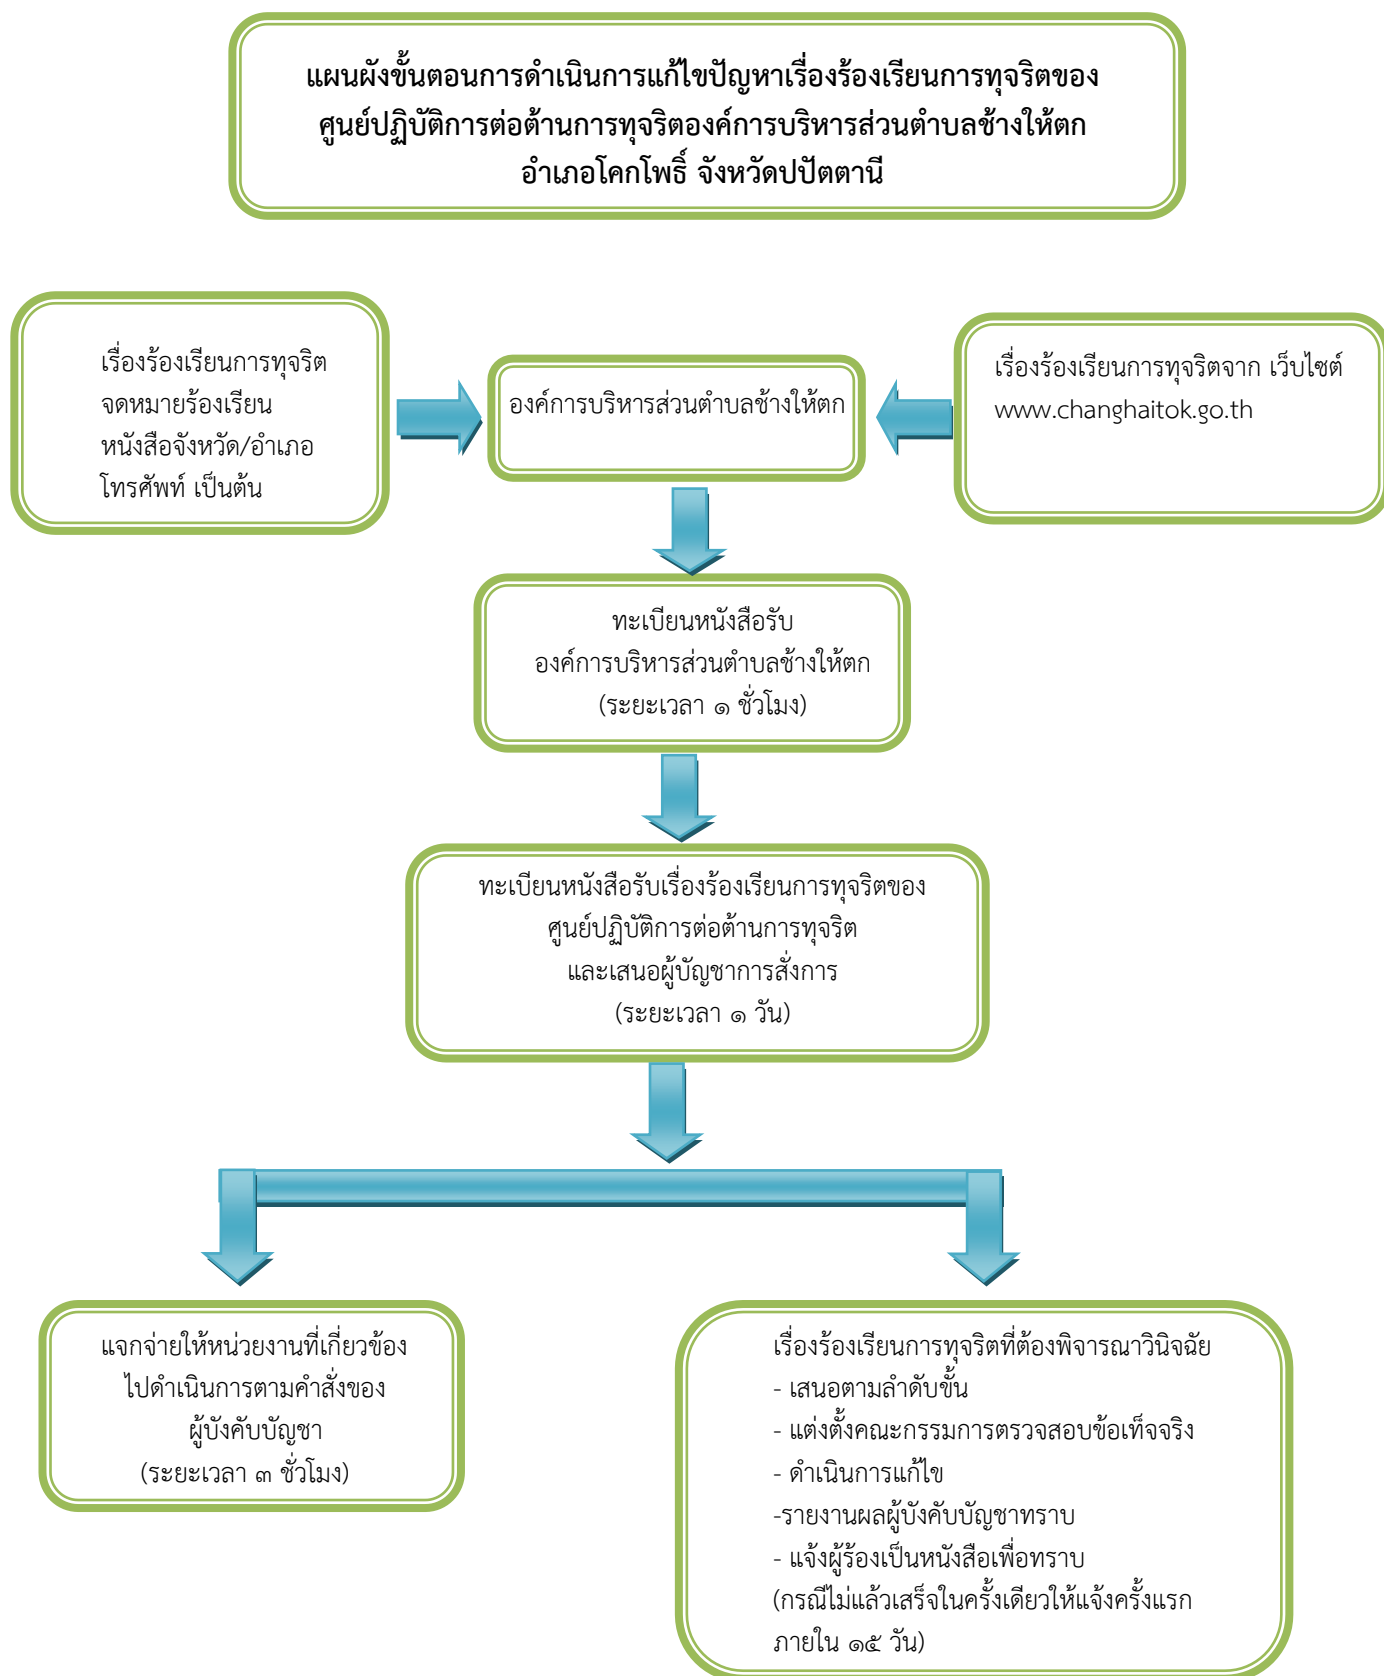 แผนผังขั้นตอนการดำเนินการแก้ไขปัญหาเรื่องร้องเรียนการทุจริตของ
ศูนย์ปฏิบัติการต่อต้านการทุจริตองค์การบริหารส่วนตำบลช้างให้ตก
อำเภอโคกโพธิ์ จังหวัดปปัตตานี
เรื่องร้องเรียนการทุจริต
จดหมายร้องเรียน
หนังสือจังหวัด/อำเภอ
โทรศัพท์ เป็นต้น
องค์การบริหารส่วนตำบลช้างให้ตก
เรื่องร้องเรียนการทุจริตจาก เว็บไซต์
www.changhaitok.go.th
ทะเบียนหนังสือรับ
องค์การบริหารส่วนตำบลช้างให้ตก
(ระยะเวลา ๑ ชั่วโมง)
ทะเบียนหนังสือรับเรื่องร้องเรียนการทุจริตของ
ศูนย์ปฏิบัติการต่อต้านการทุจริต
และเสนอผู้บัญชาการสั่งการ
(ระยะเวลา ๑ วัน)
แจกจ่ายให้หน่วยงานที่เกี่ยวข้อง
ไปดำเนินการตามคำสั่งของ
ผู้บังคับบัญชา
(ระยะเวลา ๓ ชั่วโมง)
เรื่องร้องเรียนการทุจริตที่ต้องพิจารณาวินิจฉัย
- เสนอตามลำดับขั้น
- แต่งตั้งคณะกรรมการตรวจสอบข้อเท็จจริง
- ดำเนินการแก้ไข
-รายงานผลผู้บังคับบัญชาทราบ
- แจ้งผู้ร้องเป็นหนังสือเพื่อทราบ
(กรณีไม่แล้วเสร็จในครั้งเดียวให้แจ้งครั้งแรก
ภายใน ๑๕ วัน)